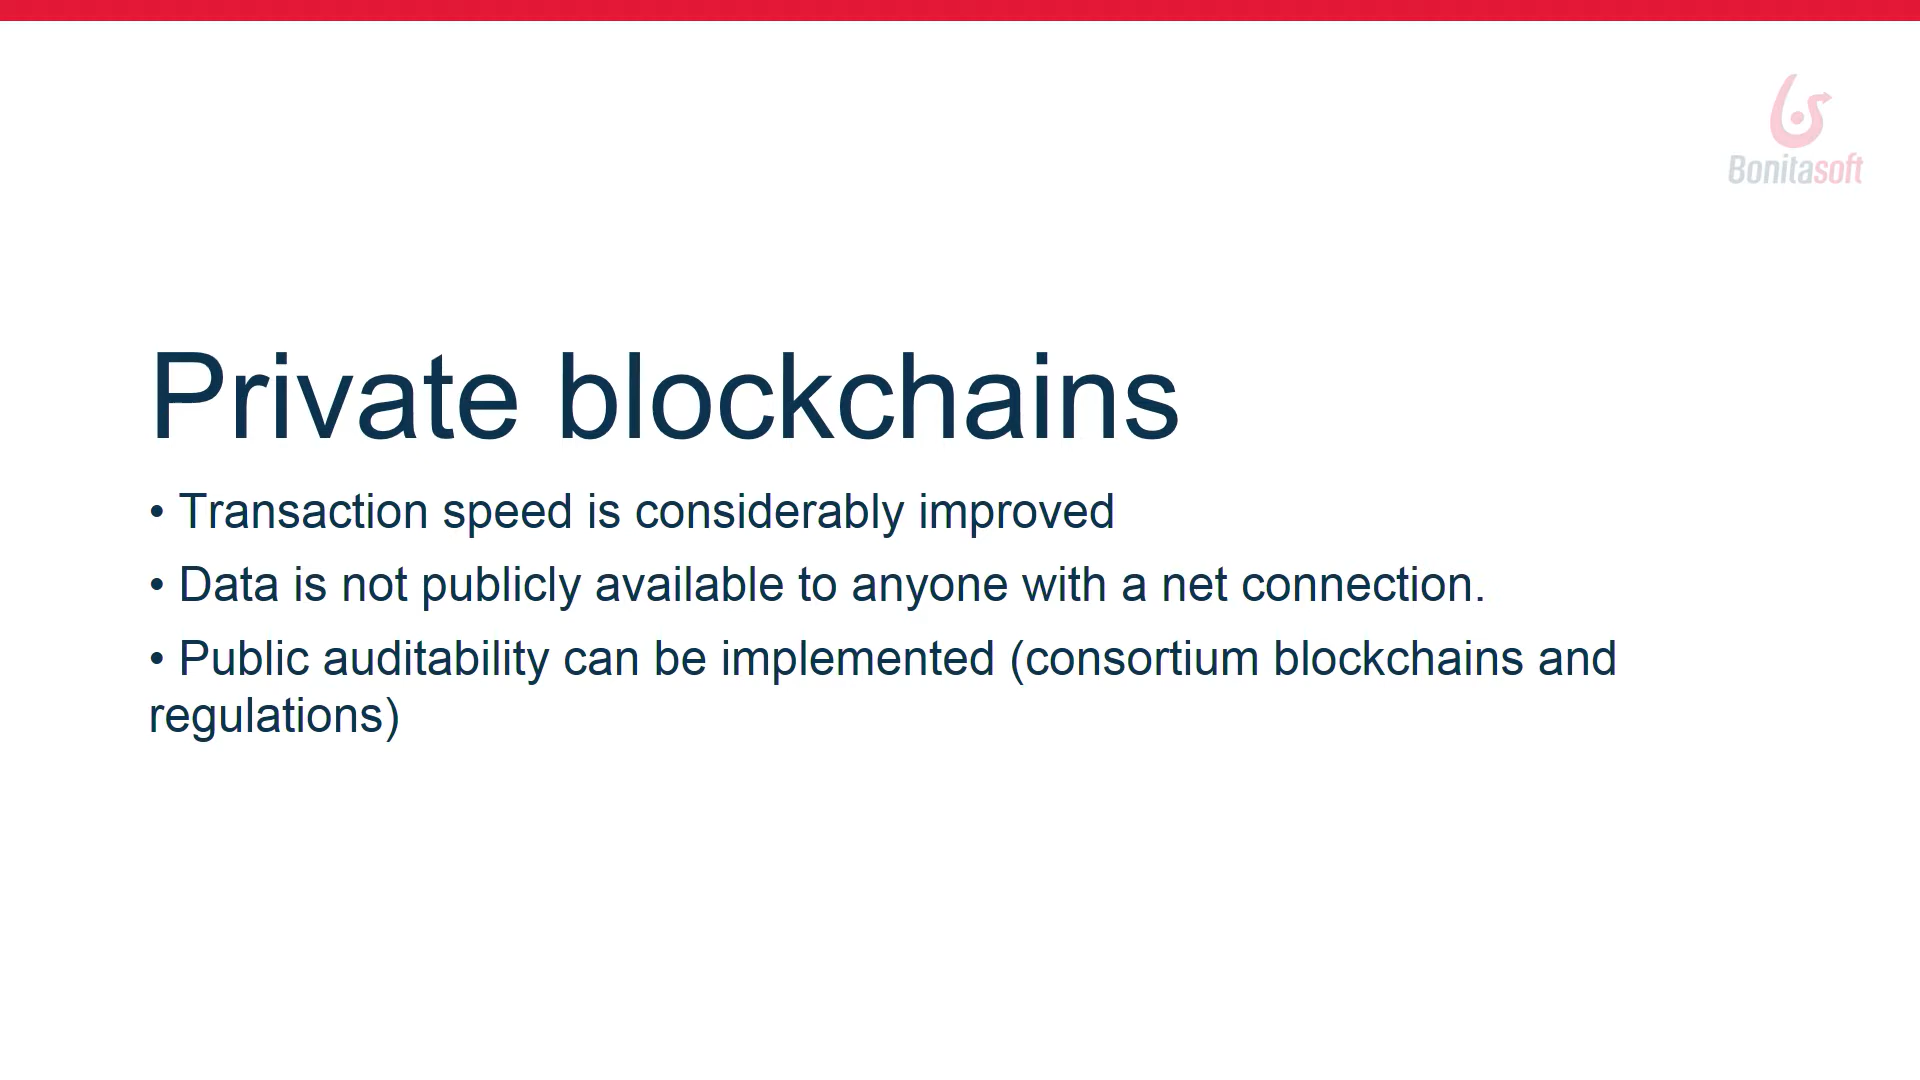 Bonitasoft
Private blockchains
• Transaction speed is considerably improved
• Data is not publicly available to anyone with a net connection.
• Public auditability can be implemented (consortium blockchains and
regulations)